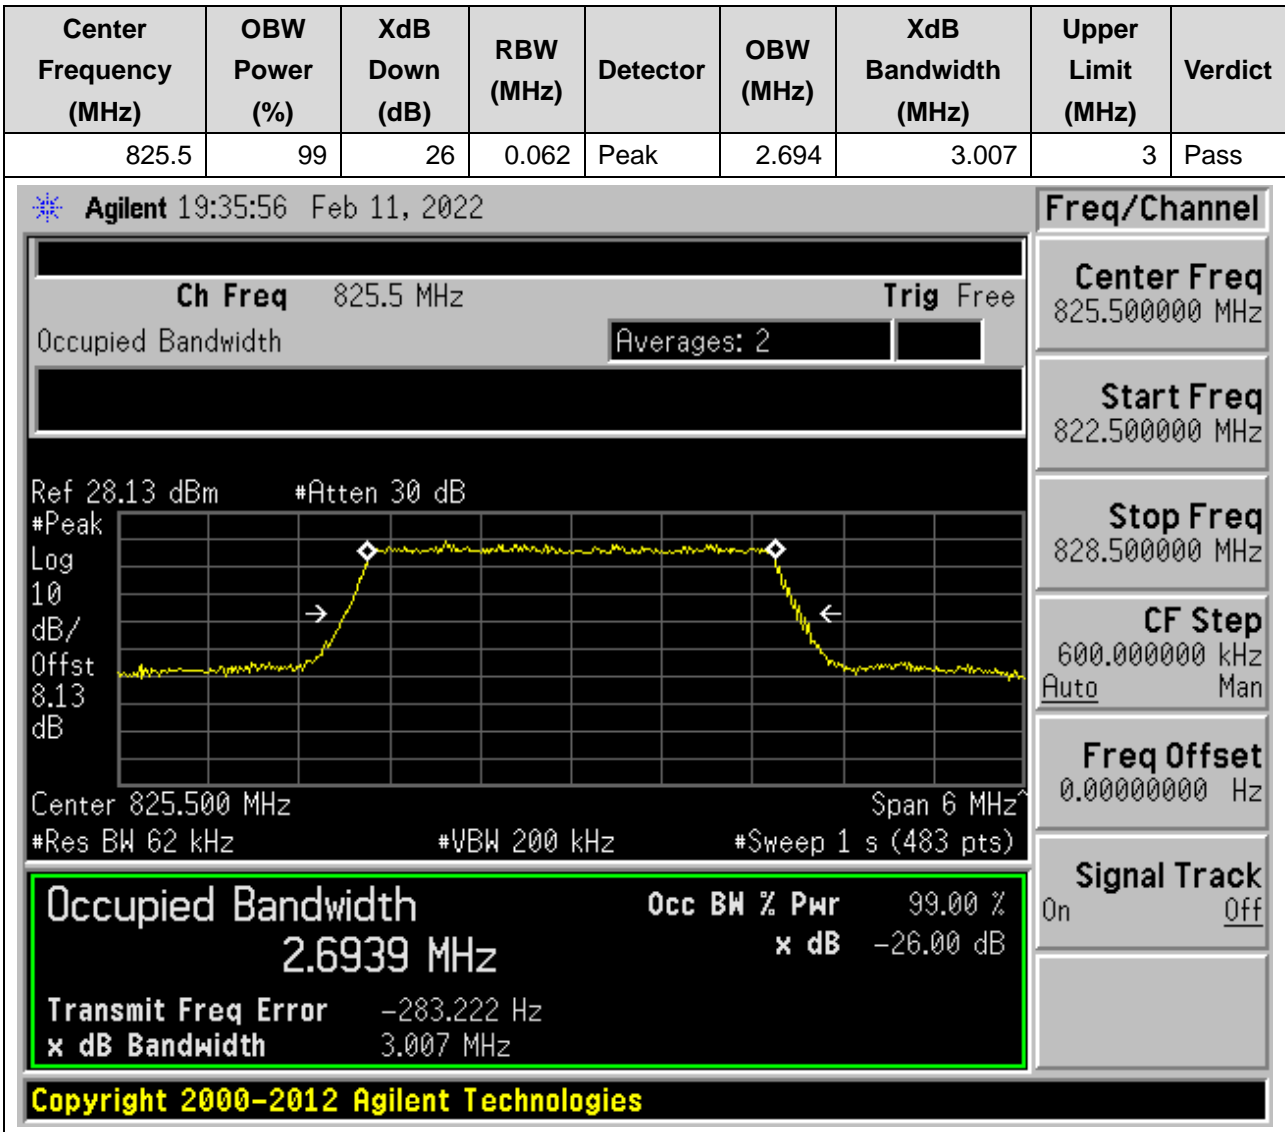 Center Frequency (MHz) OBW Power (%) XdB Down (dB) RBW (MHz) Detector OBW (MHz) XdB Bandwidth (MHz) Upper Limit (MHz) Verdict
825.5 99 26 0.062 Peak 2.694 3.007 3 Pass
Agilent 19:35:56 Feb 11, 2022
Freq/Channel
Ch Freq 825.5 MHz Trig Free
Occupied Bandwidth Averages: 2
Center Freq
825.500000 MHz
Start Freq
822.500000 MHz
Stop Freq
828.500000 MHz
CF Step
600.000000 kHz
Auto Man
Freq Offset
0.00000000 Hz
Signal Track
On Off
Ref 28.13 dBm #Atten 30 dB
#Peak
Log
10
dB/
Offst
8.13
dB
Center 825.500 MHz Span 6 MHz^
#Res BW 62 kHz #VBW 200 kHz #Sweep 1 s (483 pts)
Occupied Bandwidth Occ BW % Pwr 99.00 %
2.6939 MHz x dB -26.00 dB
Transmit Freq Error -283.222 Hz
x dB Bandwidth 3.007 MHz
Copyright 2000-2012 Agilent Technologies